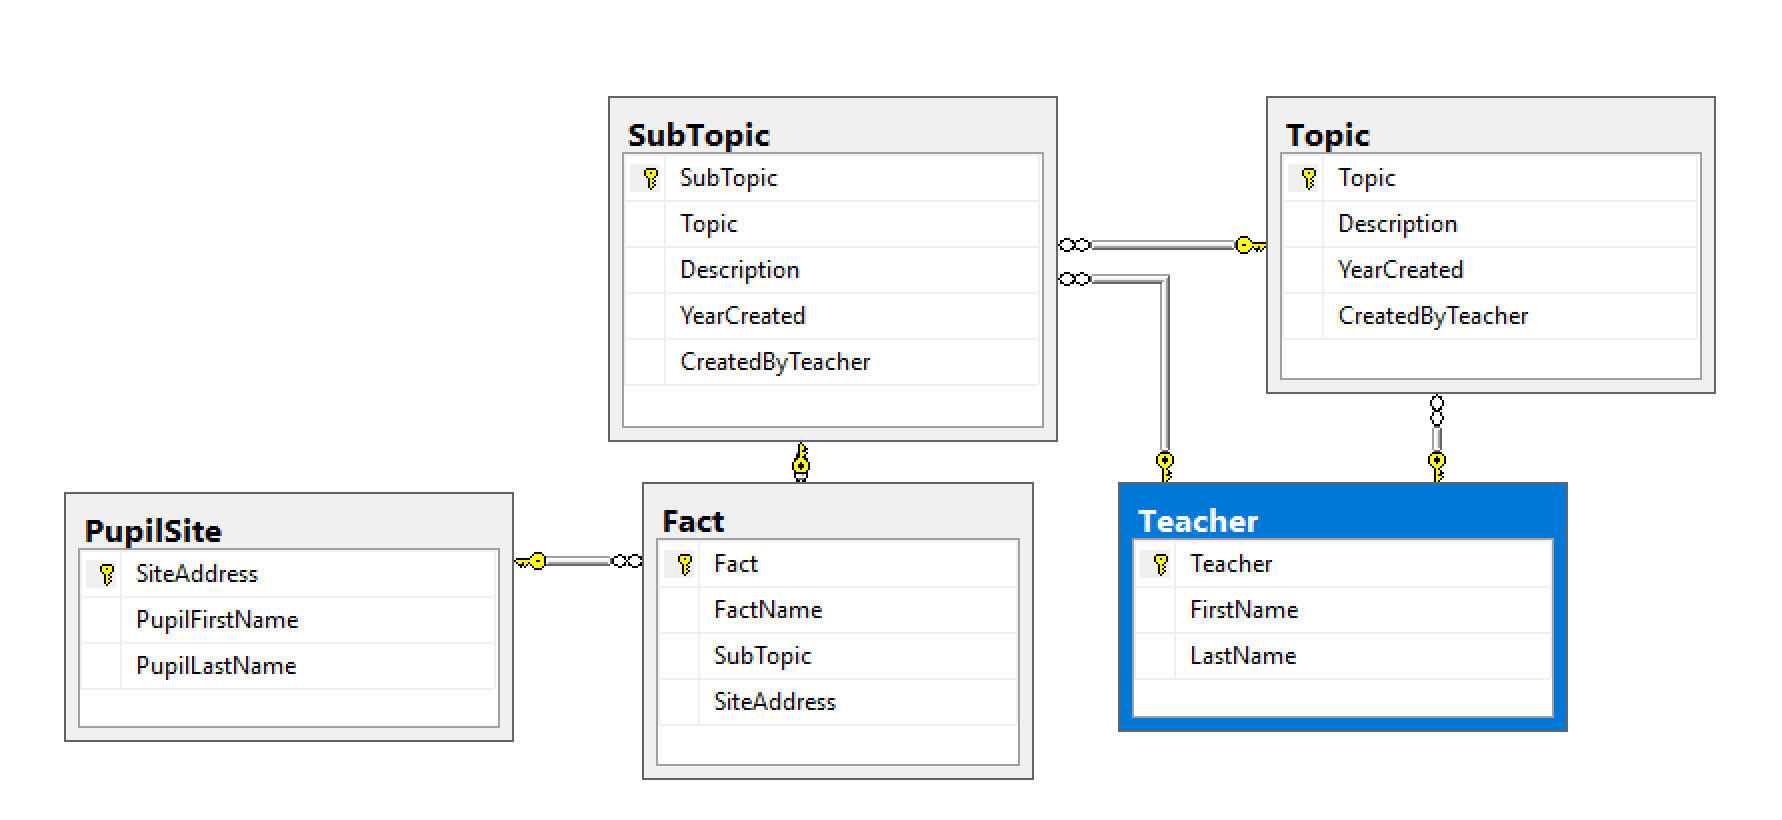 SubTopic
SubTopic
Topic
Description
YearCreated
CreatedByTeacher
Topic
Topic
Description
YearCreated
CreatedByTeacher
PupilSite
SiteAddress
PupilFirstName
PupilLastName
Fact
Fact
FactName
SubTopic
SiteAddress
Teacher
Teacher
FirstName
LastName